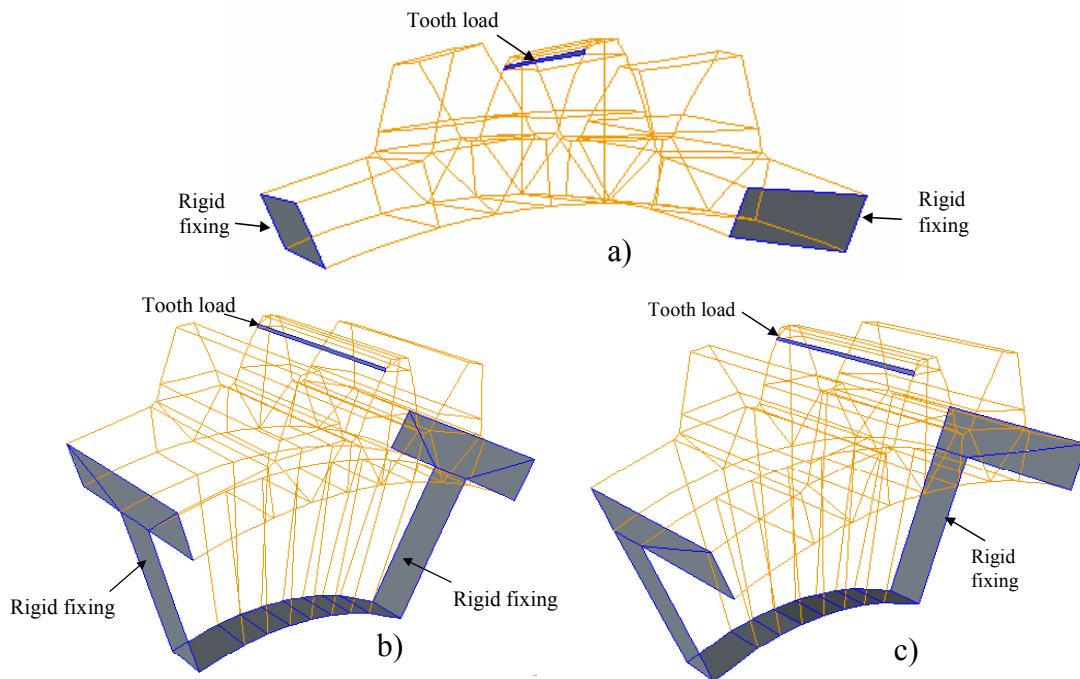 Tooth load
Rigid
fixing
Rigid
fixing
a)
Tooth load
Rigid fixing
Rigid fixing
b)
Tooth load
Rigid
fixing
c)